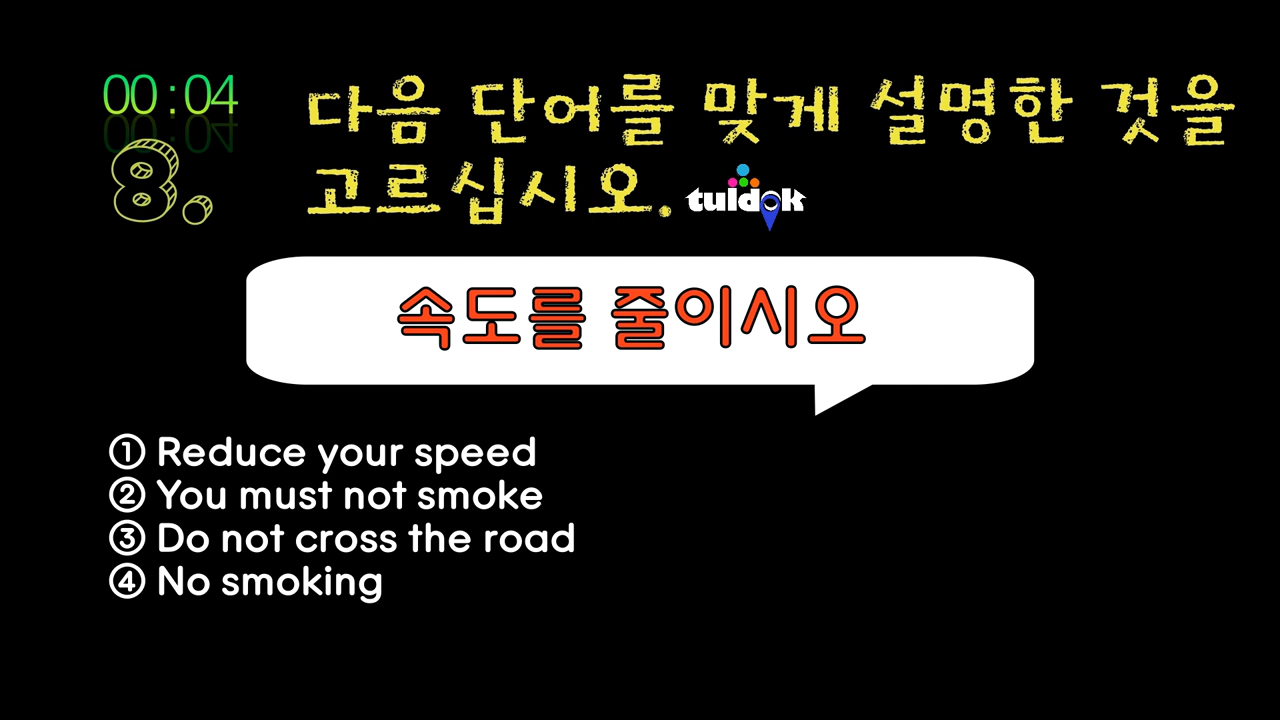 00:04
8.
다음 단어를 맞게 설명한 것을
고르십시오.
tuldok
속도를 줄이시오
① Reduce your speed
② You must not smoke
③ Do not cross the road
④ No smoking